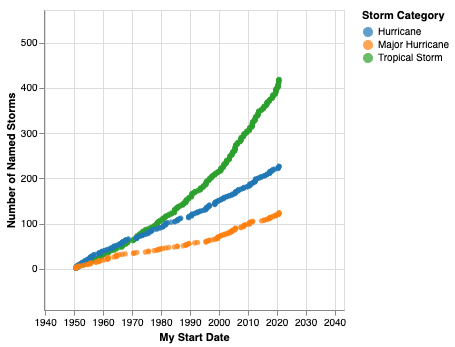 Storm Category
Hurricane
Major Hurricane
Tropical Storm
Number of Named Storms
500
400
300
200
100
0
1940 1950 1960 1970 1980 1990 2000 2010 2020 2030 2040
My Start Date